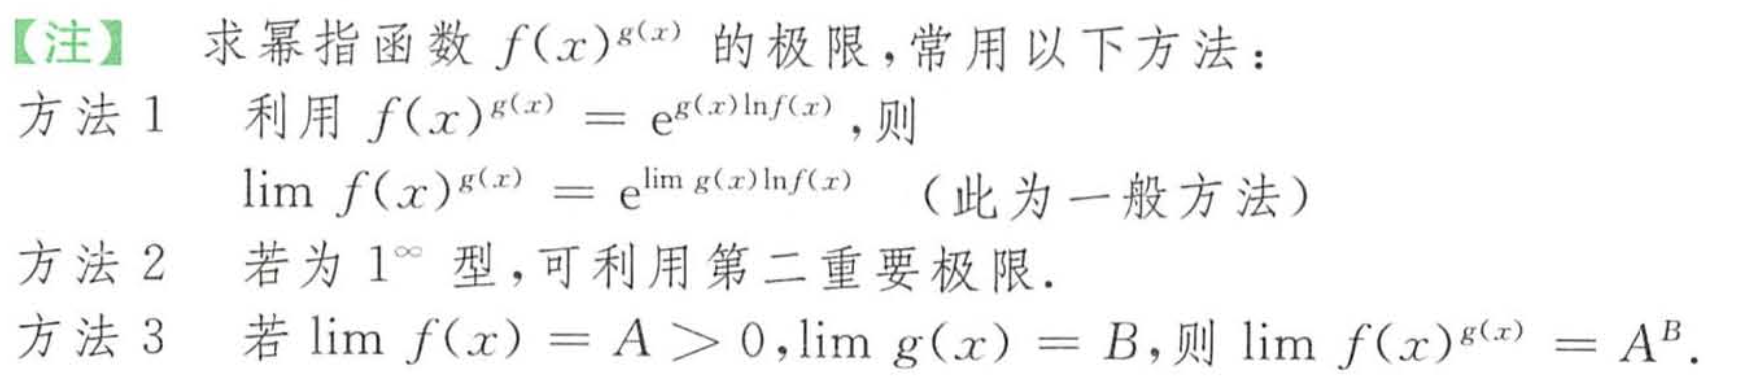 【注】 求幂指函数 $f(x)^{g(x)}$ 的极限,常用以下方法:
方法 1 利用 $f(x)^{g(x)} = \mathrm{e}^{g(x)\ln f(x)}$,则
$\lim f(x)^{g(x)} = \mathrm{e}^{\lim g(x)\ln f(x)}$ (此为一般方法)
方法 2 若为 $1^{\infty}$ 型,可利用第二重要极限.
方法 3 若 $\lim f(x) = A > 0, \lim g(x) = B$,则 $\lim f(x)^{g(x)} = A^{B}$.